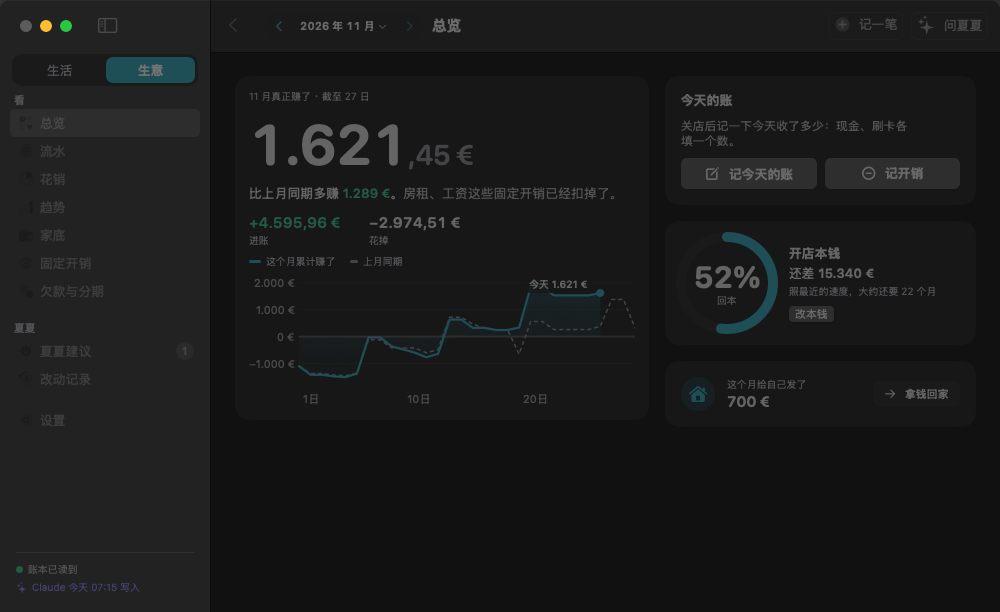 2026 年 11 月
总览
记一笔
问夏夏
生活
生意
看
总览
流水
花销
趋势
家底
固定开销
欠款与分期
夏夏
夏夏建议
1
改动记录
设置
账本已读到
Claude 今天 07:15 写入
11 月真正赚了 · 截至 27 日
1.621,45 €
比上月同期多赚 1.289 €。房租、工资这些固定开销已经扣掉了。
+4.595,96 €
进账
−2.974,51 €
花掉
这个月累计赚了
上月同期
今天 1.621 €
2.000 €
1.000 €
0 €
−1.000 €
1日
10日
20日
今天的账
关店后记一下今天收了多少：现金、刷卡各
填一个数。
记今天的账
记开销
52%
回本
开店本钱
还差 15.340 €
照最近的速度，大约还要 22 个月
改本钱
这个月给自己发了
700 €
拿钱回家